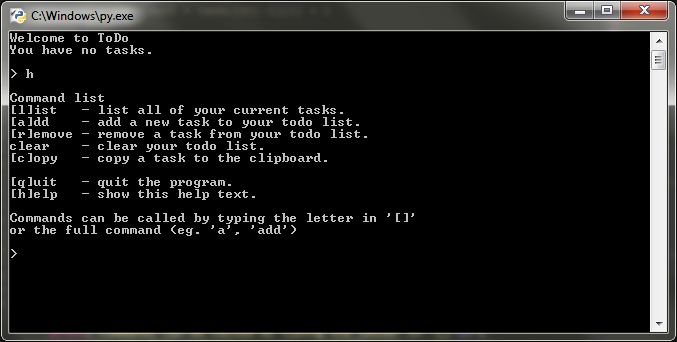 C:\Windows\py.exe
Welcome to ToDo
You have no tasks.
> h
Command list
[l]ist   - list all of your current tasks.
[a]dd    - add a new task to your todo list.
[r]emove - remove a task from your todo list.
clear    - clear your todo list.
[c]opy   - copy a task to the clipboard.
[q]uit   - quit the program.
[h]elp   - show this help text.
Commands can be called by typing the letter in '[]'
or the full command (eg. 'a', 'add')
>